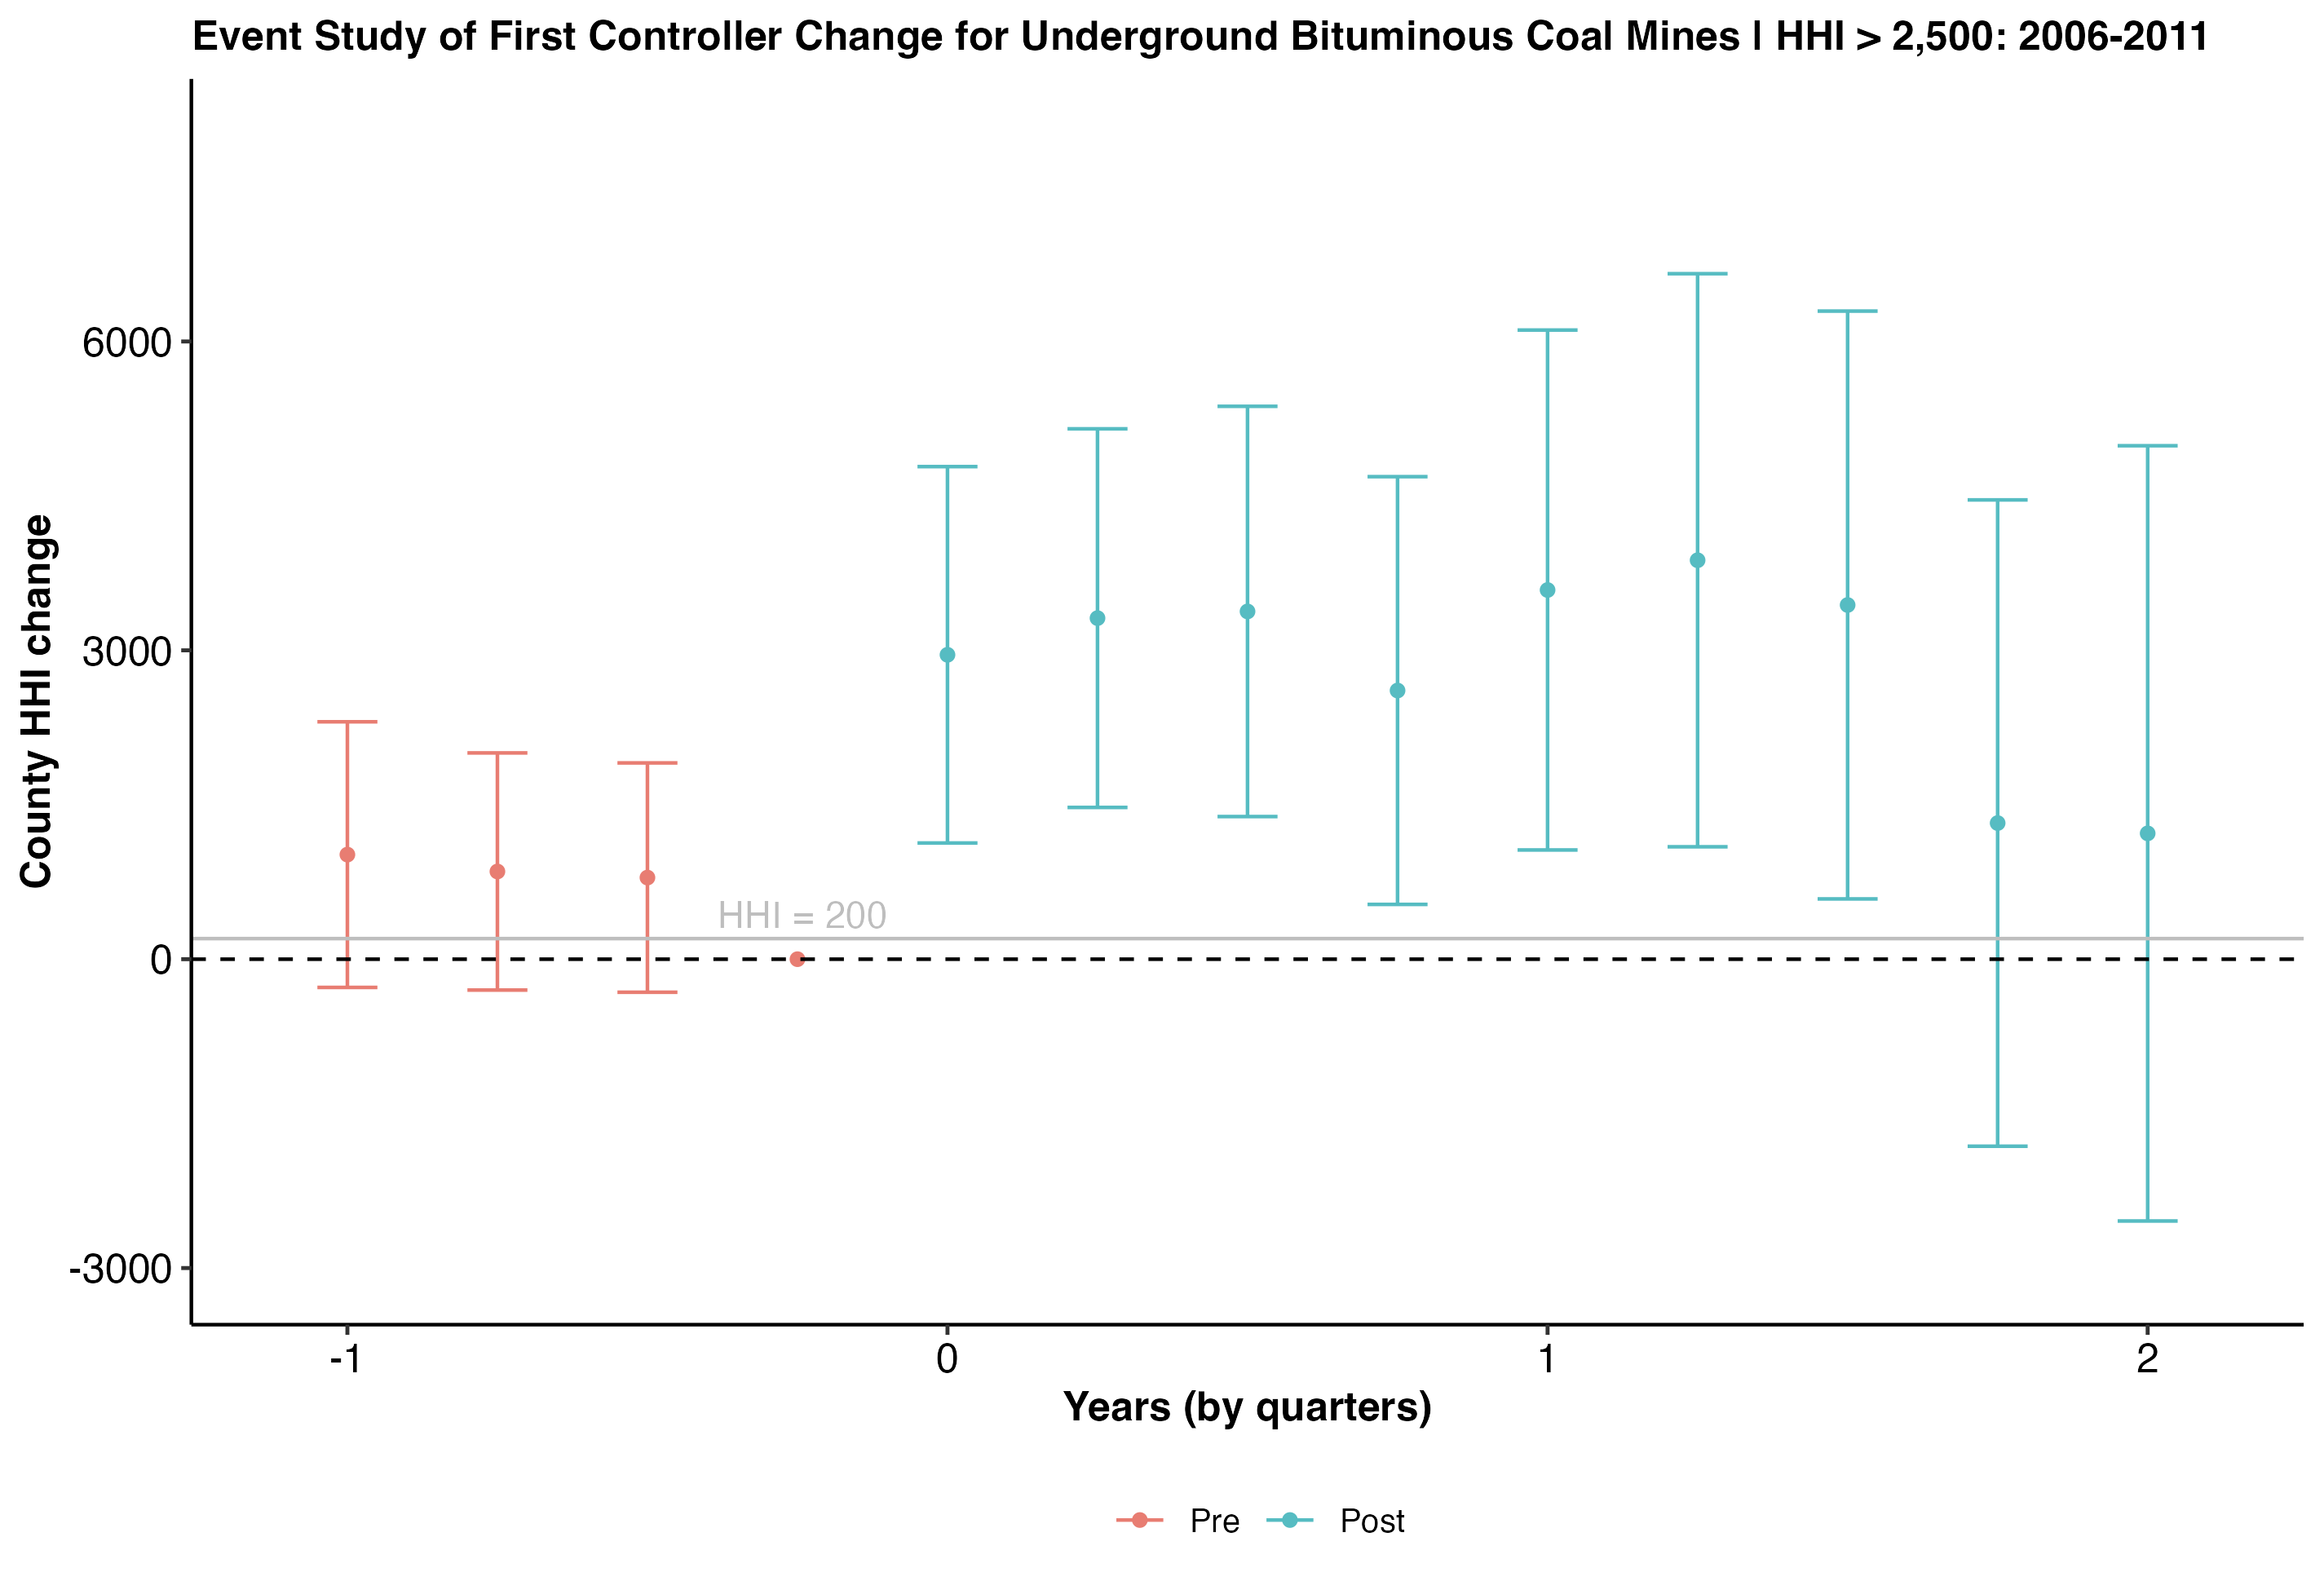 Event Study of First Controller Change for Underground Bituminous Coal Mines | HHI > 2,500: 2006-2011
County HHI change
6000
3000
0
-3000
HHI = 200
-1
0
1
2
Years (by quarters)
Pre
Post